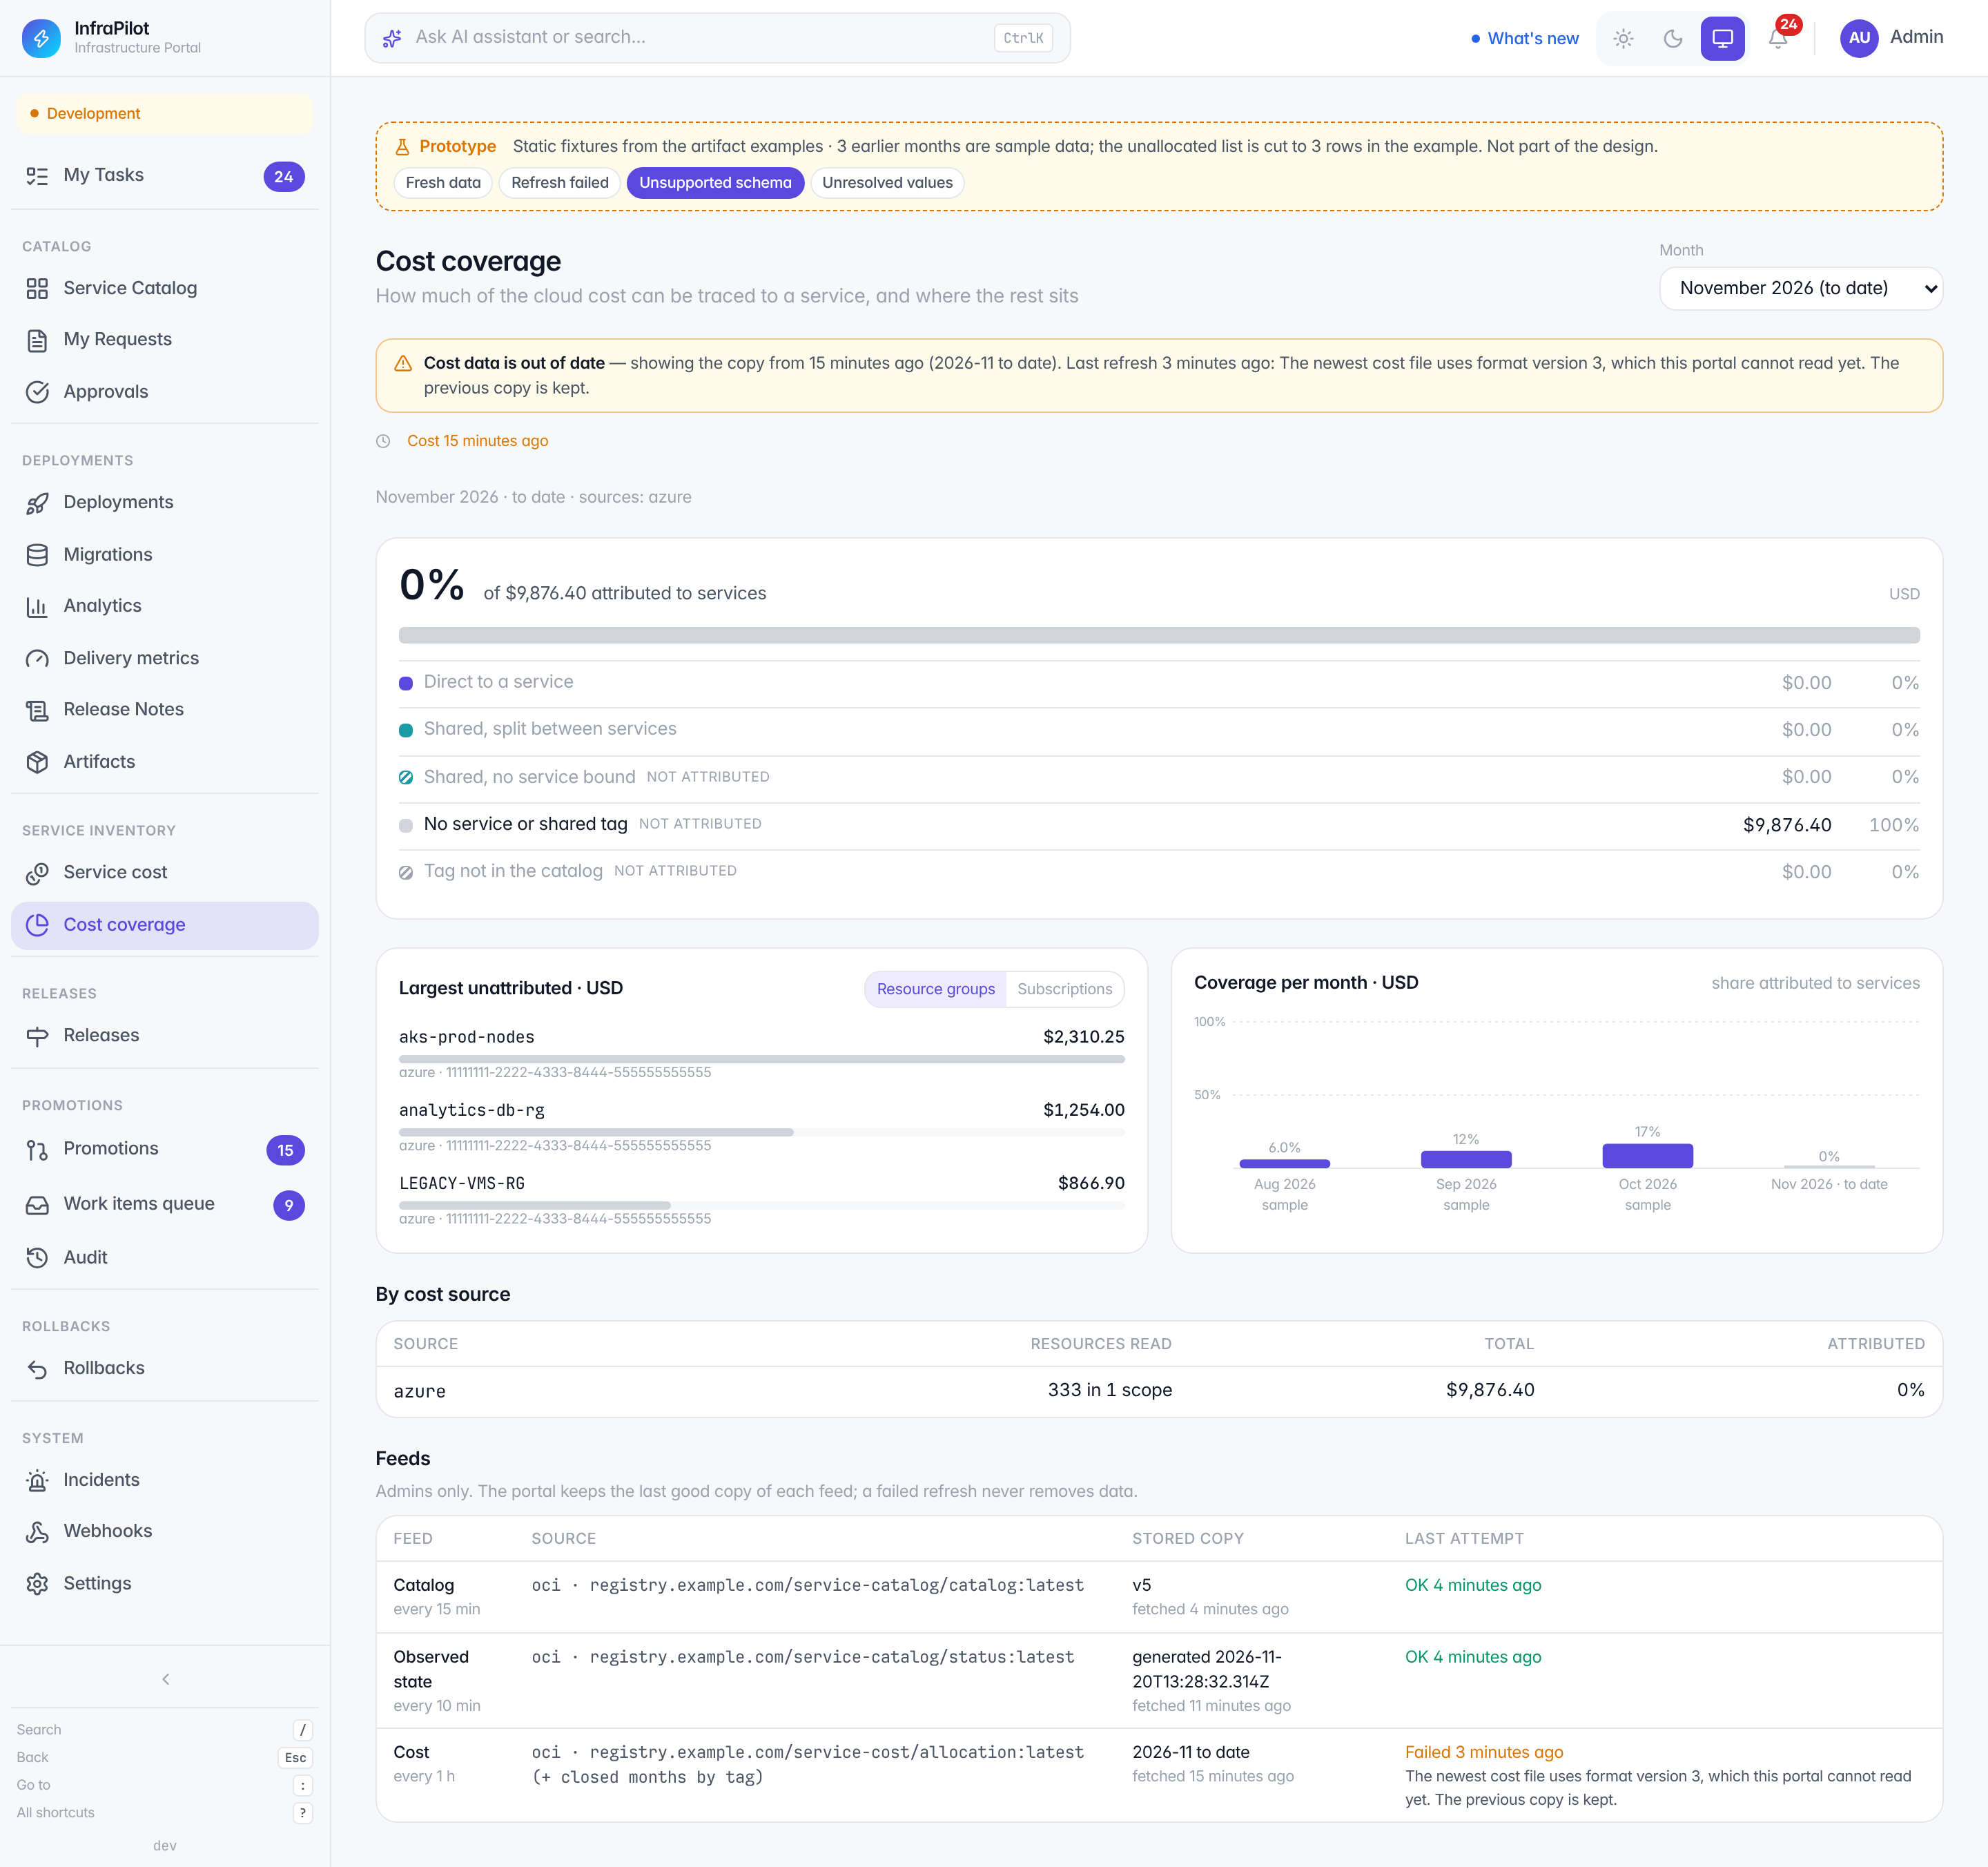 InfraPilot
Infrastructure Portal
Ask AI assistant or search...
CtrlK
What's new
24
AU
Admin
Development
My Tasks
24
CATALOG
Service Catalog
My Requests
Approvals
DEPLOYMENTS
Deployments
Migrations
Analytics
Delivery metrics
Release Notes
Artifacts
SERVICE INVENTORY
Service cost
Cost coverage
RELEASES
Releases
PROMOTIONS
Promotions
15
Work items queue
9
Audit
ROLLBACKS
Rollbacks
SYSTEM
Incidents
Webhooks
Settings
Search
/
Back
Esc
Go to
:
All shortcuts
?
dev
Prototype Static fixtures from the artifact examples · 3 earlier months are sample data; the unallocated list is cut to 3 rows in the example. Not part of the design.
Fresh data Refresh failed Unsupported schema Unresolved values
Cost coverage
How much of the cloud cost can be traced to a service, and where the rest sits
Month
November 2026 (to date)
Cost data is out of date — showing the copy from 15 minutes ago (2026-11 to date). Last refresh 3 minutes ago: The newest cost file uses format version 3, which this portal cannot read yet. The
previous copy is kept.
Cost 15 minutes ago
November 2026 · to date · sources: azure
0% of $9,876.40 attributed to services USD
Direct to a service $0.00 0%
Shared, split between services $0.00 0%
Shared, no service bound NOT ATTRIBUTED $0.00 0%
No service or shared tag NOT ATTRIBUTED $9,876.40 100%
Tag not in the catalog NOT ATTRIBUTED $0.00 0%
Largest unattributed · USD
Resource groups Subscriptions
aks-prod-nodes $2,310.25
azure · 11111111-2222-4333-8444-555555555555
analytics-db-rg $1,254.00
azure · 11111111-2222-4333-8444-555555555555
LEGACY-VMS-RG $866.90
azure · 11111111-2222-4333-8444-555555555555
Coverage per month · USD share attributed to services
100%
50%
6.0% 12% 17% 0%
Aug 2026 Sep 2026 Oct 2026 Nov 2026 · to date
sample sample sample
By cost source
SOURCE RESOURCES READ TOTAL ATTRIBUTED
azure 333 in 1 scope $9,876.40 0%
Feeds
Admins only. The portal keeps the last good copy of each feed; a failed refresh never removes data.
FEED SOURCE STORED COPY LAST ATTEMPT
Catalog oci · registry.example.com/service-catalog/catalog:latest v5 OK 4 minutes ago
every 15 min fetched 4 minutes ago
Observed oci · registry.example.com/service-catalog/status:latest generated 2026-11- OK 4 minutes ago
state 20T13:28:32.314Z
every 10 min fetched 11 minutes ago
Cost oci · registry.example.com/service-cost/allocation:latest 2026-11 to date Failed 3 minutes ago
every 1 h (+ closed months by tag) fetched 15 minutes ago The newest cost file uses format version 3, which this portal cannot read
yet. The previous copy is kept.